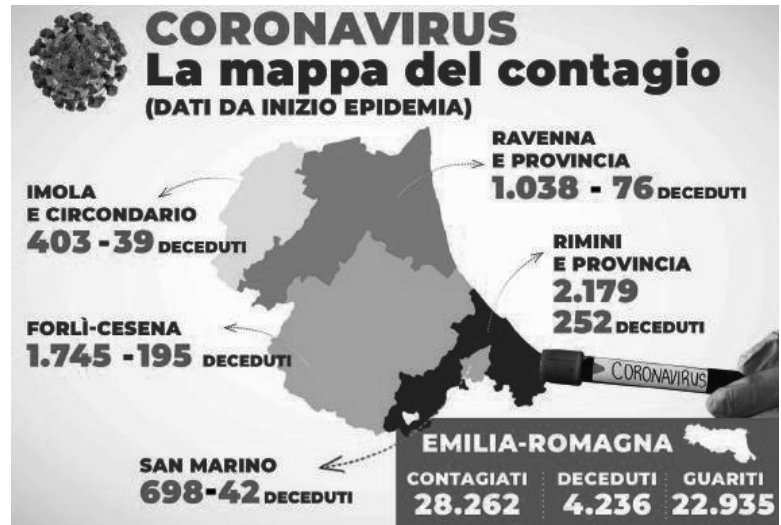 CORONAVIRUS
La mappa del contagio
(DATI DA INIZIO EPIDEMIA)
RAVENNA
E PROVINCIA
1.038 - 76 DECEDUTI
IMOLA
E CIRCONDARIO
403 - 39 DECEDUTI
RIMINI
E PROVINCIA
2.179
252 DECEDUTI
FORLÌ-CESENA
1.745 - 195 DECEDUTI
CORONAVIRUS
SAN MARINO
698-42 DECEDUTI
EMILIA-ROMAGNA
CONTAGIATI DECEDUTI GUARITI
28.262 4.236 22.935